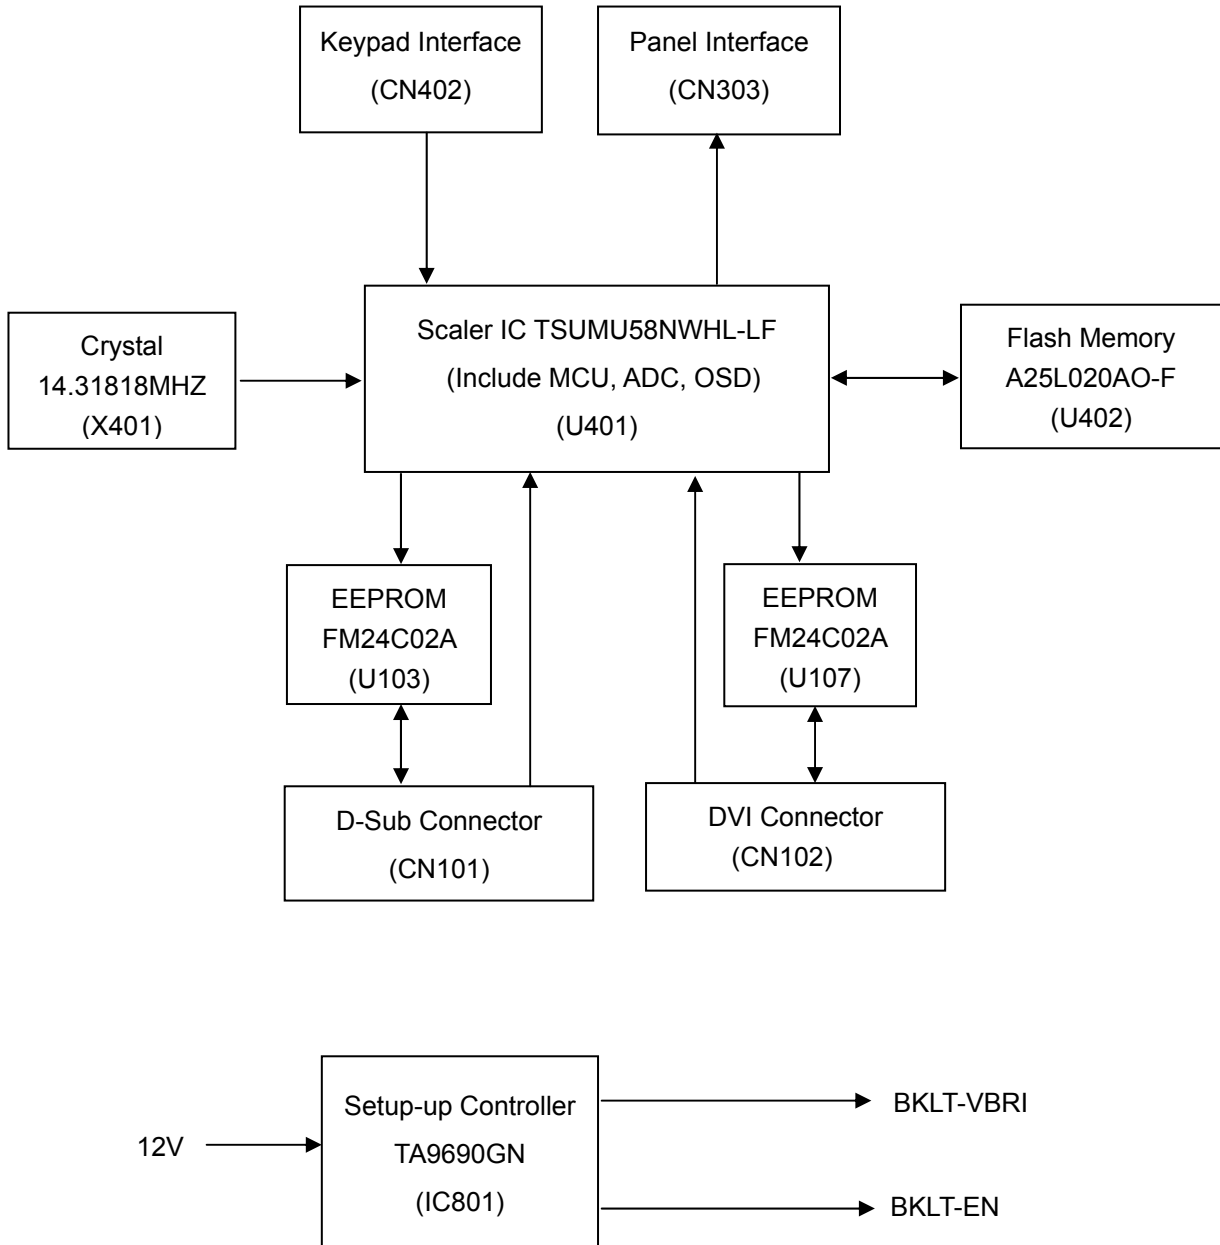 Keypad Interface
(CN402)
Panel Interface
(CN303)
Crystal
14.31818MHZ
(X401)
Scaler IC TSUMU58NWHL-LF
(Include MCU, ADC, OSD)
(U401)
Flash Memory
A25L020AO-F
(U402)
EEPROM
FM24C02A
(U103)
EEPROM
FM24C02A
(U107)
D-Sub Connector
(CN101)
DVI Connector
(CN102)
12V
Setup-up Controller
TA9690GN
(IC801)
BKLT-VBRI
BKLT-EN